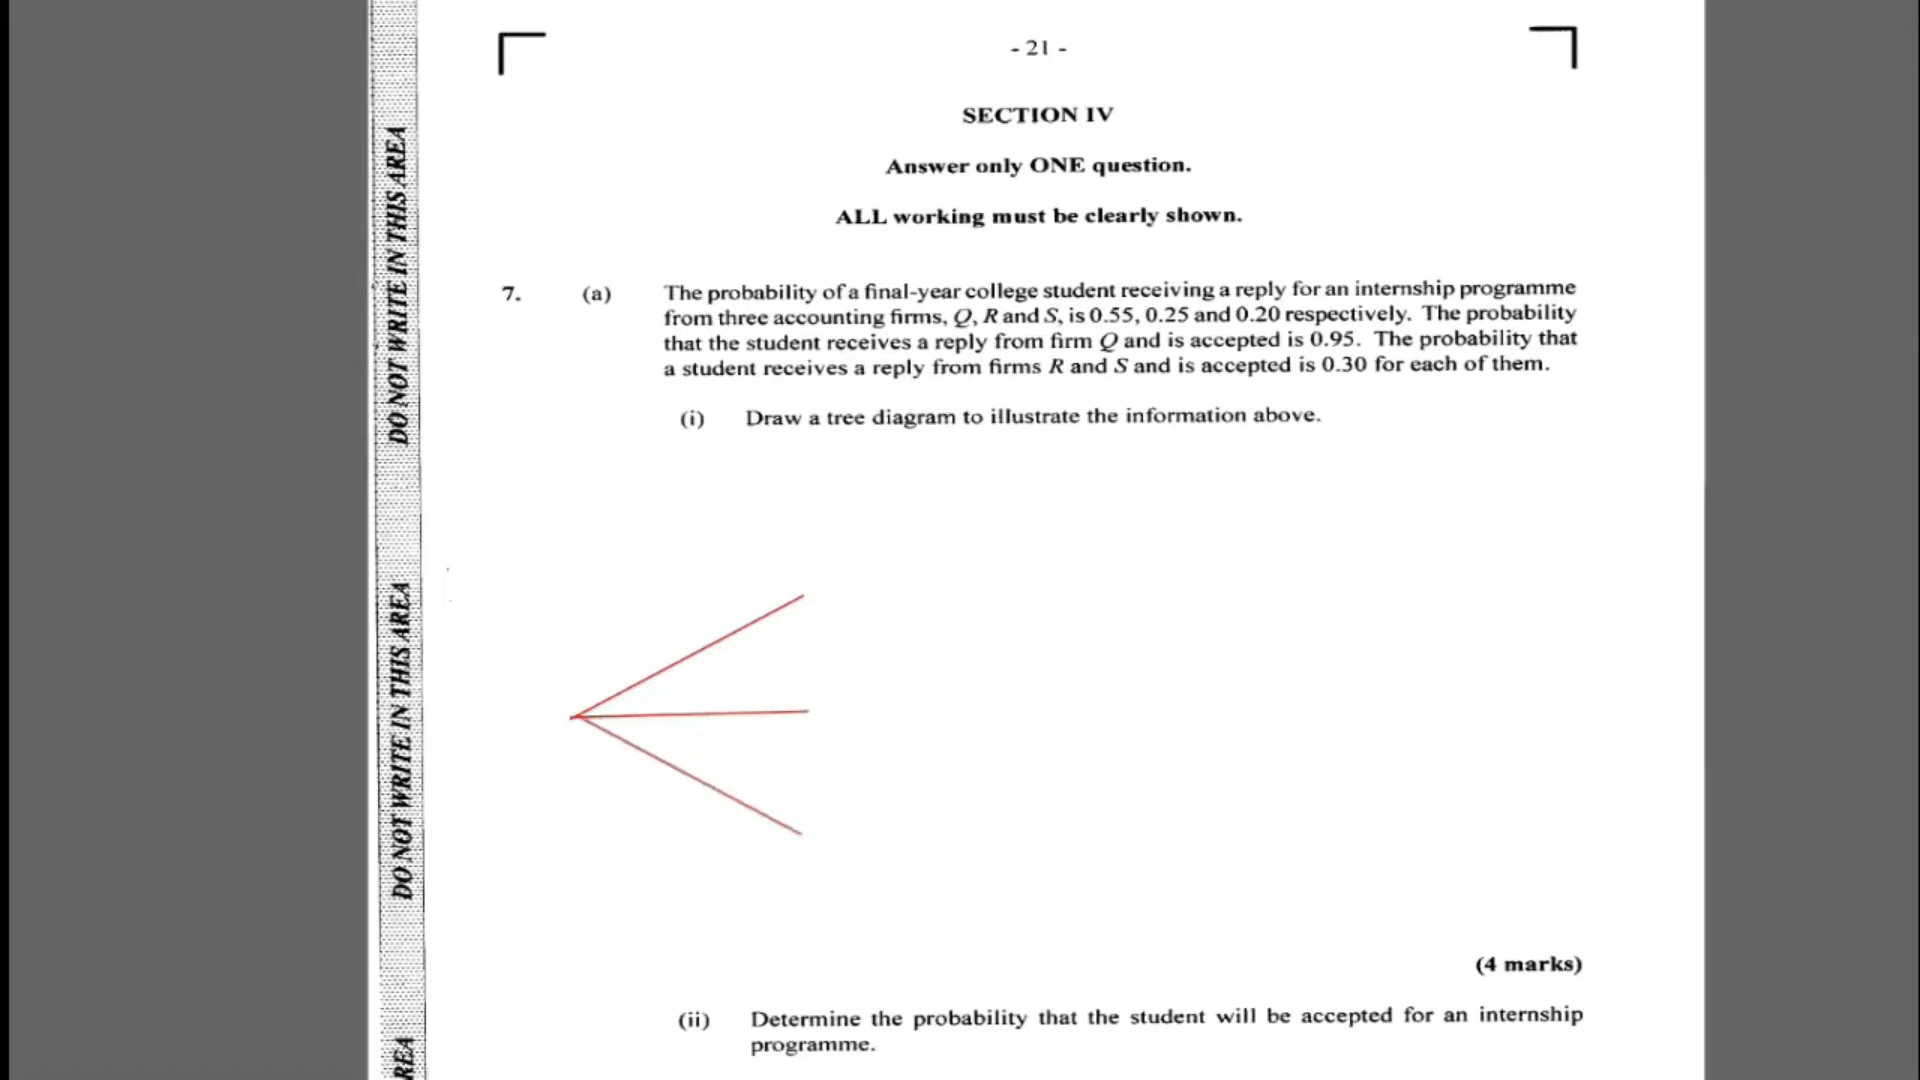 - 21 -
SECTION IV
Answer only ONE question.
ALL working must be clearly shown.
7. (a) The probability of a final-year college student receiving a reply for an internship programme
from three accounting firms, Q, R and S, is 0.55, 0.25 and 0.20 respectively. The probability
that the student receives a reply from firm Q and is accepted is 0.95. The probability that
a student receives a reply from firms R and S and is accepted is 0.30 for each of them.
(i) Draw a tree diagram to illustrate the information above.
(4 marks)
(ii) Determine the probability that the student will be accepted for an internship
programme.
DO NOT WRITE IN THIS AREA
DO NOT WRITE IN THIS AREA
REA